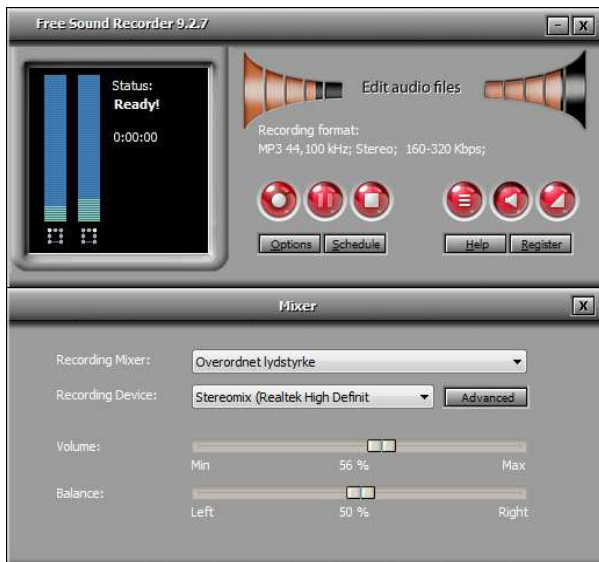 Free Sound Recorder 9.2.7
Status:
Ready!
0:00:00
Edit audio files
Recording format:
MP3 44,100 kHz; Stereo; 160-320 Kbps;
Options Schedule Help Register
Mixer
Recording Mixer: Overordnet lydstyrke
Recording Device: Stereomix (Realtek High Definit Advanced
Volume:
Min 56 % Max
Balance:
Left 50 % Right